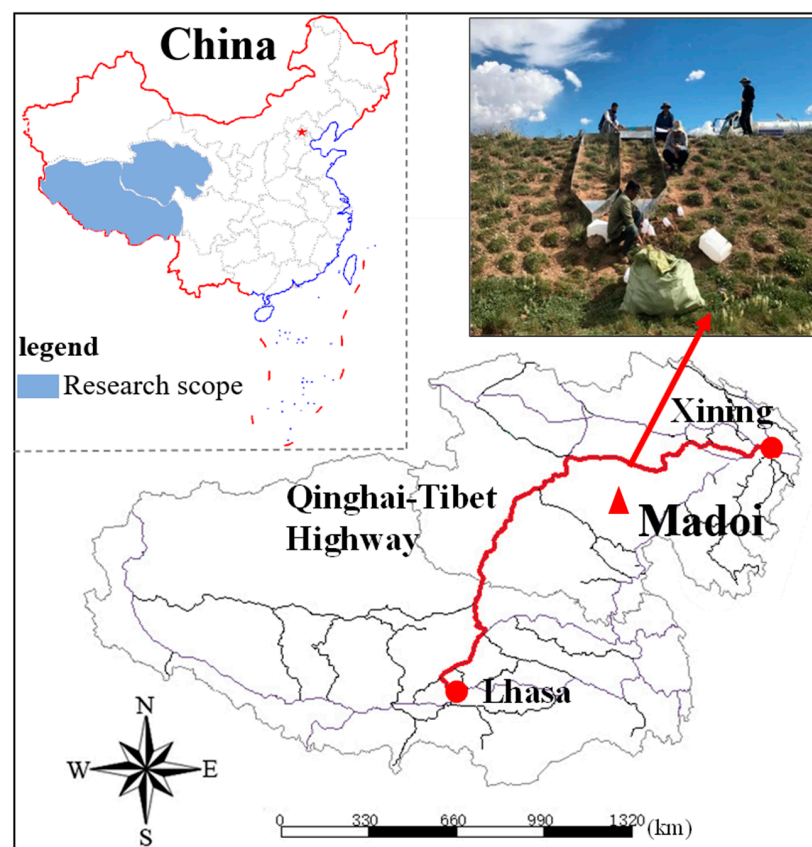 China
legend
Research scope
Xining
Qinghai-Tibet
Highway
Madoi
Lhasa
N
W E
S
0 330 660 990 1320 (km)